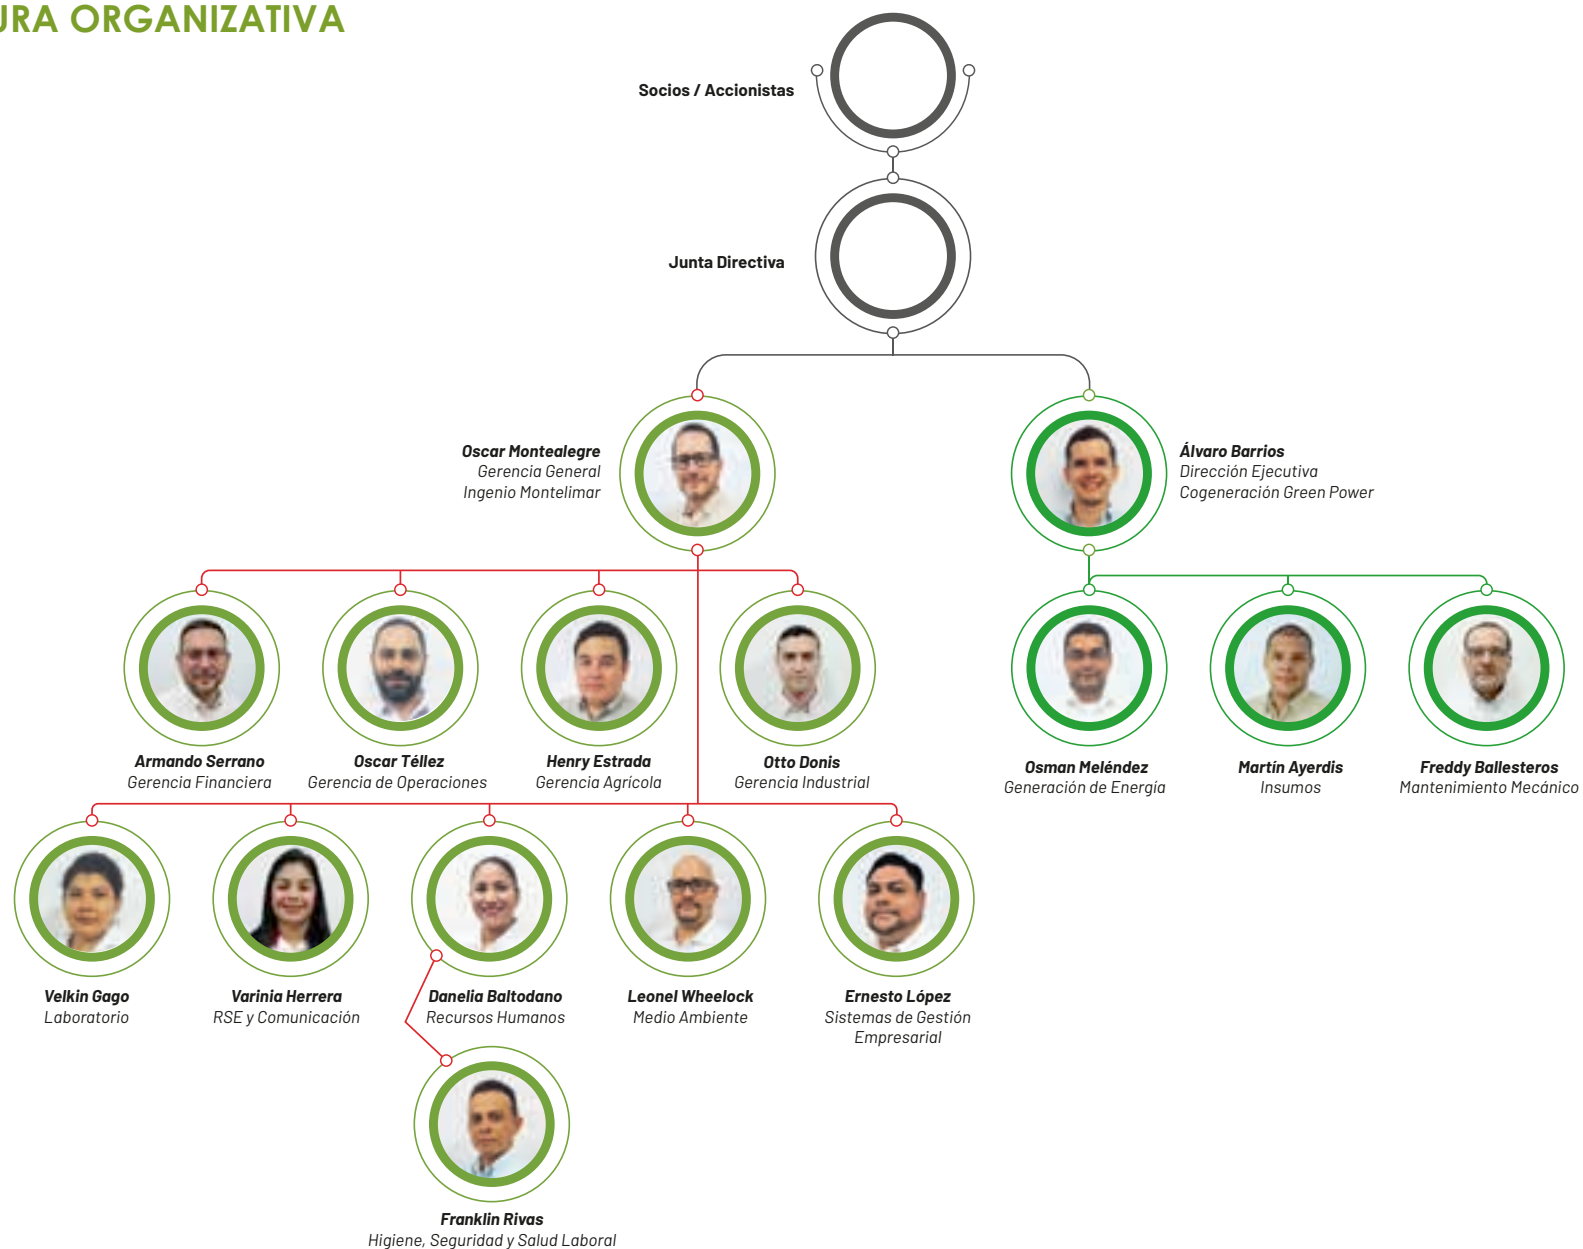 URA ORGANIZATIVA
Socios / Accionistas
Junta Directiva
Oscar Montealegre
Gerencia General
Ingenio Montelimar
Álvaro Barrios
Dirección Ejecutiva
Cogeneración Green Power
Armando Serrano
Gerencia Financiera
Oscar Téllez
Gerencia de Operaciones
Henry Estrada
Gerencia Agrícola
Otto Donis
Gerencia Industrial
Osman Meléndez
Generación de Energía
Martín Ayerdis
Insumos
Freddy Ballesteros
Mantenimiento Mecánico
Velkin Gago
Laboratorio
Varinia Herrera
RSE y Comunicación
Danelia Baltodano
Recursos Humanos
Leonel Wheelock
Medio Ambiente
Ernesto López
Sistemas de Gestión
Empresarial
Franklin Rivas
Higiene, Seguridad y Salud Laboral